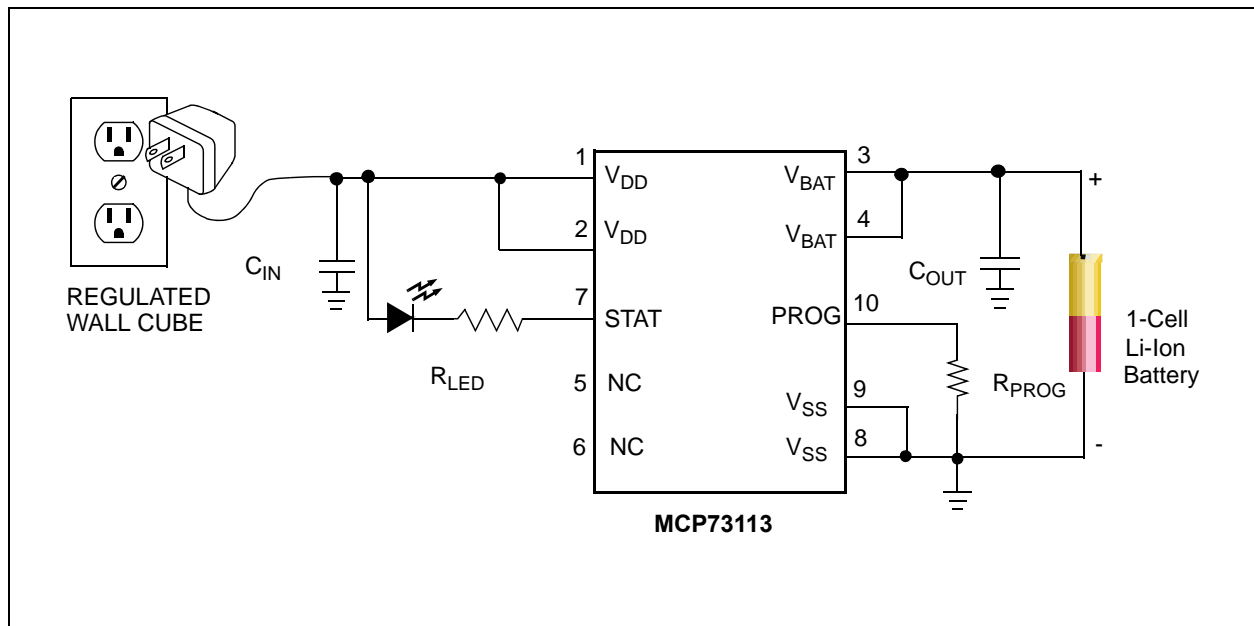 REGULATED
WALL CUBE
C_IN
R_LED
1
V_DD
2
V_DD
7
STAT
5
NC
6
NC
3
V_BAT
4
V_BAT
10
PROG
9
V_SS
8
V_SS
MCP73113
C_OUT
R_PROG
+
1-Cell
Li-Ion
Battery
-